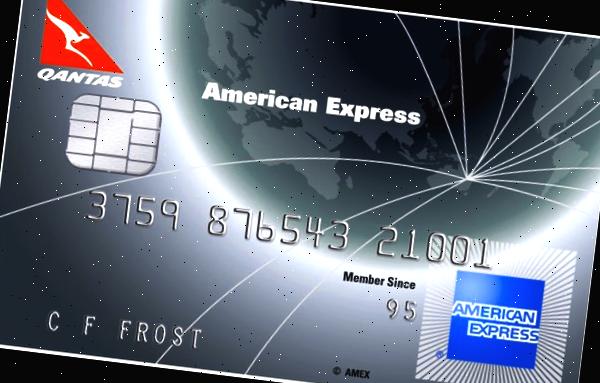 QANTAS
American Express
3759 876543 21001
Member Since
95
C F FROST
AMERICAN
EXPRESS
®
© AMEX